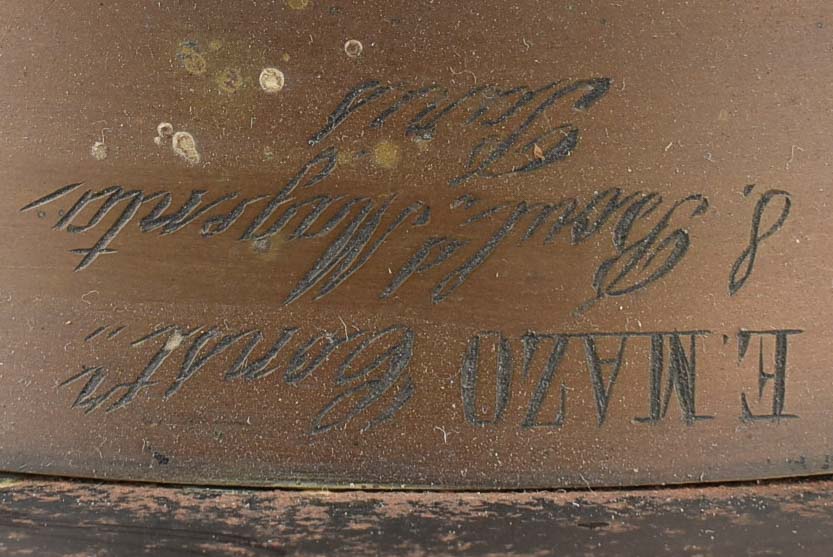 E. MAZO Constr
8, Boul.d Magenta,
Paris